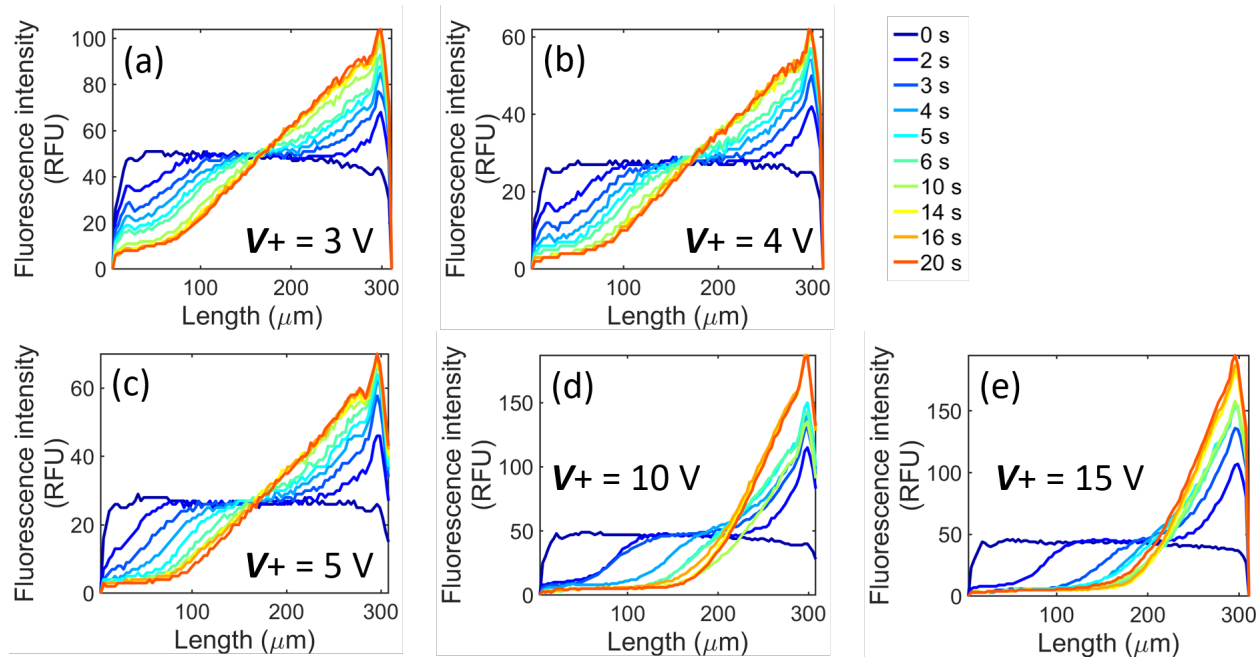 (a)
Fluorescence intensity
(RFU)
100
80
60
40
20
0
V+ = 3 V
100
200
300
Length (μm)
(b)
Fluorescence intensity
(RFU)
60
40
20
0
V+ = 4 V
100
200
300
Length (μm)
0 s
2 s
3 s
4 s
5 s
6 s
10 s
14 s
16 s
20 s
(c)
Fluorescence intensity
(RFU)
60
40
20
0
V+ = 5 V
100
200
300
Length (μm)
(d)
Fluorescence intensity
(RFU)
150
100
50
0
V+ = 10 V
100
200
300
Length (μm)
(e)
Fluorescence intensity
(RFU)
150
100
50
0
V+ = 15 V
100
200
300
Length (μm)